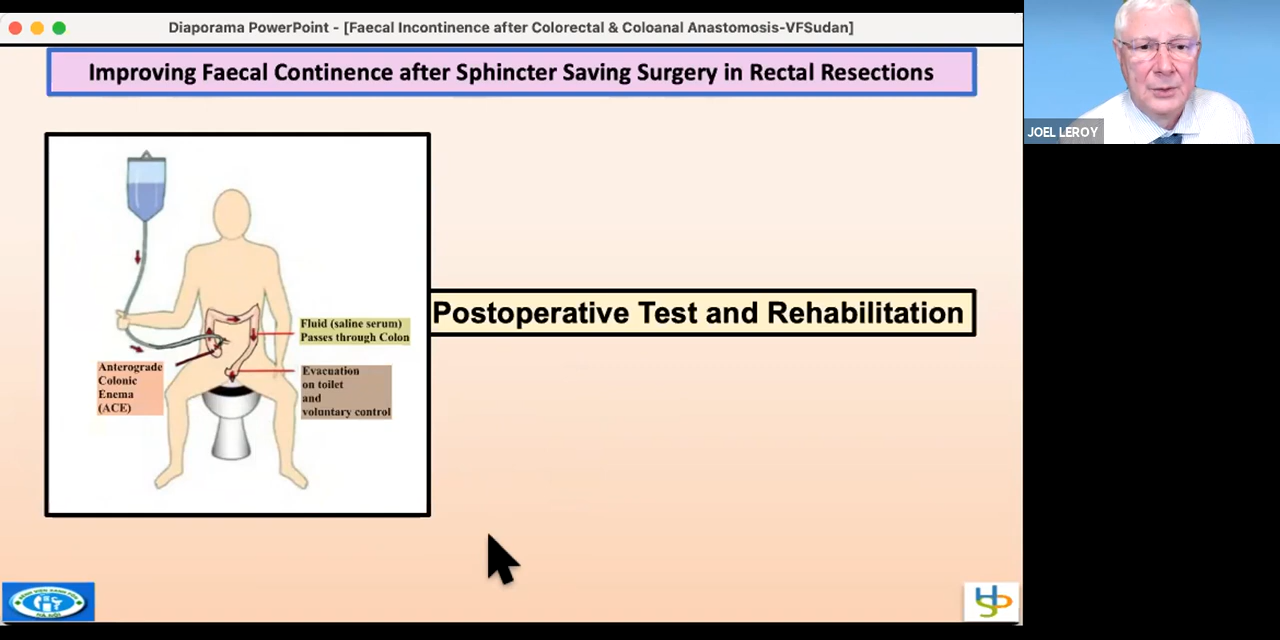 Diaporama PowerPoint - [Faecal Incontinence after Colorectal & Coloanal Anastomosis-VFSudan]
Improving Faecal Continence after Sphincter Saving Surgery in Rectal Resections
JOEL LEROY
Postoperative Test and Rehabilitation
Fluid (saline serum)
Passes through Colon
Anterograde
Colonic
Enema
(ACE)
Evacuation
on toilet
and
voluntary control